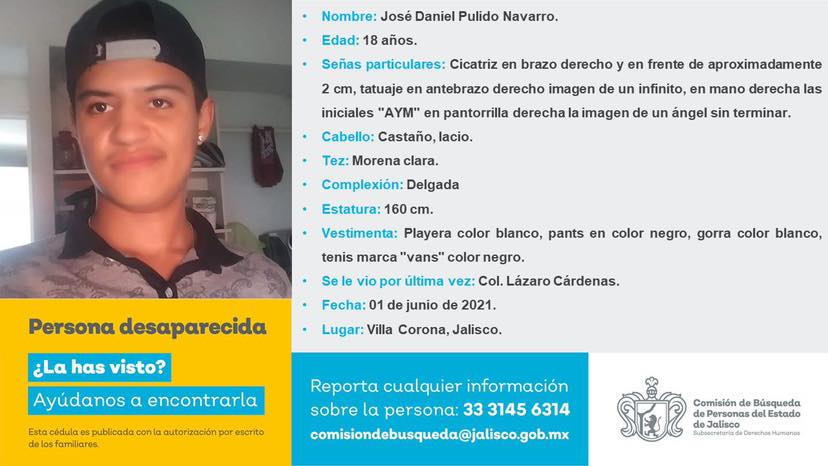 • Nombre: José Daniel Pulido Navarro.
• Edad: 18 años.
• Señas particulares: Cicatriz en brazo derecho y en frente de aproximadamente
2 cm, tatuaje en antebrazo derecho imagen de un infinito, en mano derecha las
iniciales "AYM" en pantorrilla derecha la imagen de un ángel sin terminar.
• Cabello: Castaño, lacio.
• Tez: Morena clara.
• Complexión: Delgada
• Estatura: 160 cm.
• Vestimenta: Playera color blanco, pants en color negro, gorra color blanco,
tenis marca "vans" color negro.
• Se le vio por última vez: Col. Lázaro Cárdenas.
• Fecha: 01 de junio de 2021.
• Lugar: Villa Corona, Jalisco.
Persona desaparecida
¿La has visto?
Ayúdanos a encontrarla
Esta cédula es publicada con la autorización por escrito
de los familiares.
Reporta cualquier información
sobre la persona: 33 3145 6314
comisiondebusqueda@jalisco.gob.mx
Comisión de Búsqueda
de Personas del Estado
de Jalisco
Subsecretaría de Derechos Humanos